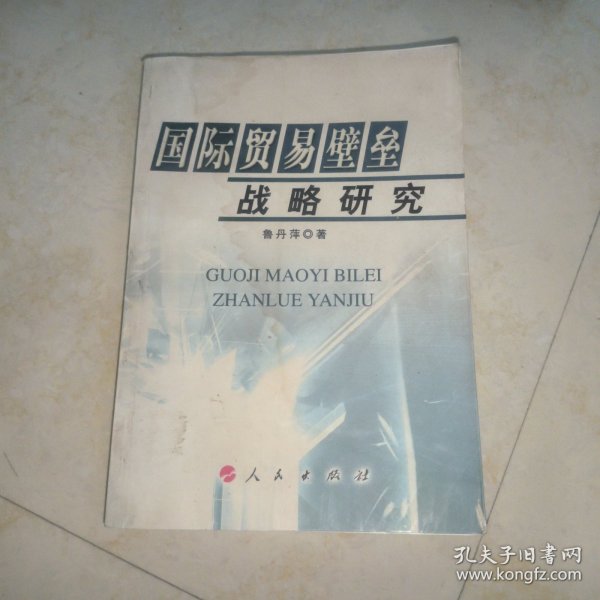 国际贸易壁垒
战略研究
鲁丹萍◎著
GUOJI MAOYI BILEI
ZHANLUE YANJIU
人民出版社
孔夫子旧书网
www.kongfz.com